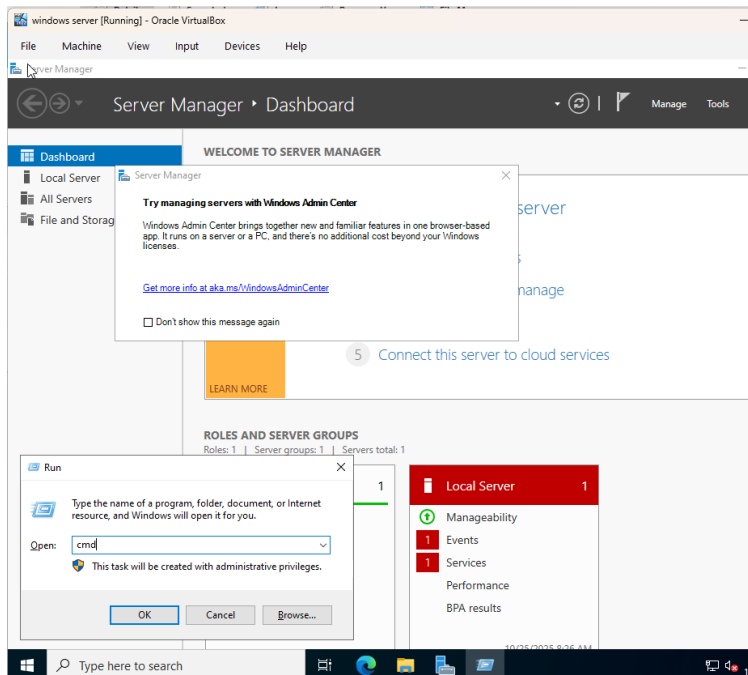 windows server [Running] - Oracle VirtualBox
File Machine View Input Devices Help
Server Manager
Server Manager • Dashboard
Manage Tools
Dashboard
Local Server
All Servers
File and Storag
WELCOME TO SERVER MANAGER
Server Manager
Try managing servers with Windows Admin Center
Windows Admin Center brings together new and familiar features in one browser-based
app. It runs on a server or a PC, and there's no additional cost beyond your Windows
licenses.
Get more info at aka.ms/WindowsAdminCenter
Don't show this message again
server
s
manage
5 Connect this server to cloud services
LEARN MORE
ROLES AND SERVER GROUPS
Roles: 1 | Server groups: 1 | Servers total: 1
1
Local Server 1
Manageability
1 Events
1 Services
Performance
BPA results
10/25/2025 8:26 AM
Run
Type the name of a program, folder, document, or Internet
resource, and Windows will open it for you.
Open: cmd
This task will be created with administrative privileges.
OK Cancel Browse...
Type here to search